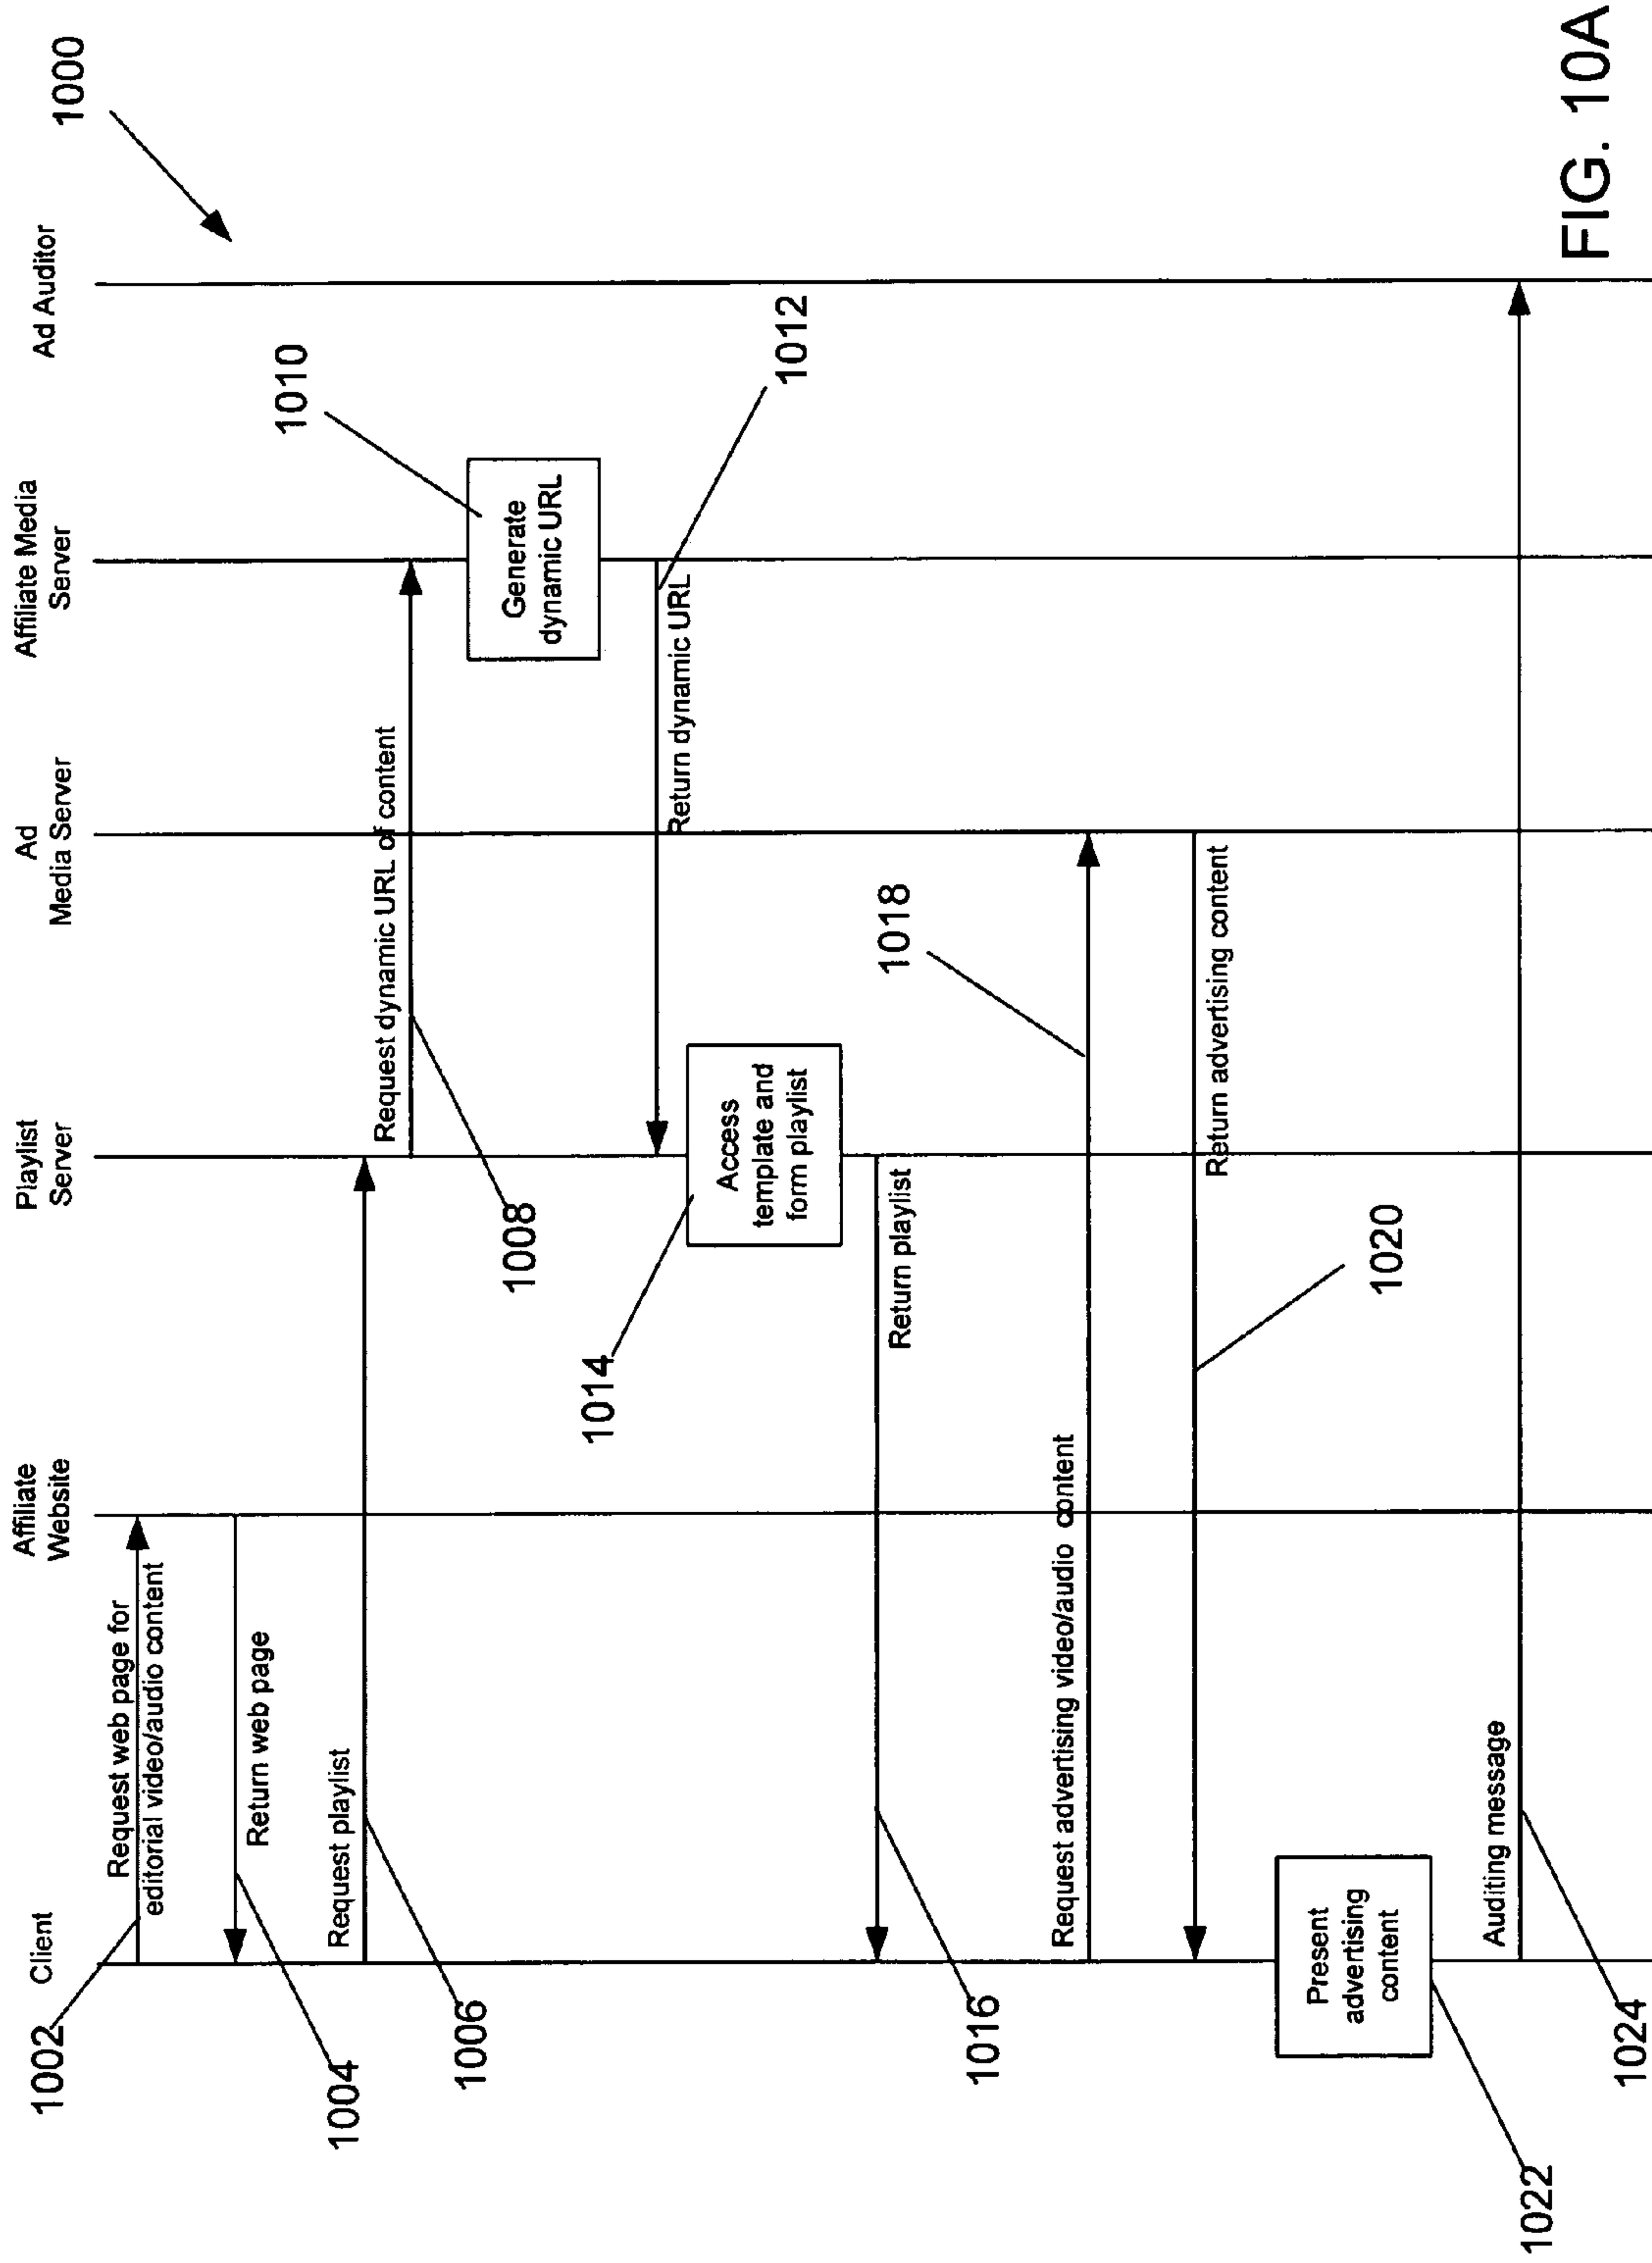 Client
Affiliate
Website
Playlist
Server
Ad
Media Server
Affiliate Media
Server
Ad Auditor
1000
1002
Request web page for
editorial video/audio content
1004
Return web page
Request playlist
1006
Request dynamic URL of content
1008
1010
Generate
dynamic URL
1012
Return dynamic URL
1014
Access
template and
form playlist
Return playlist
1016
1018
Request advertising video/audio content
Return advertising content
1020
Present
advertising
content
1022
Auditing message
1024
FIG. 10A